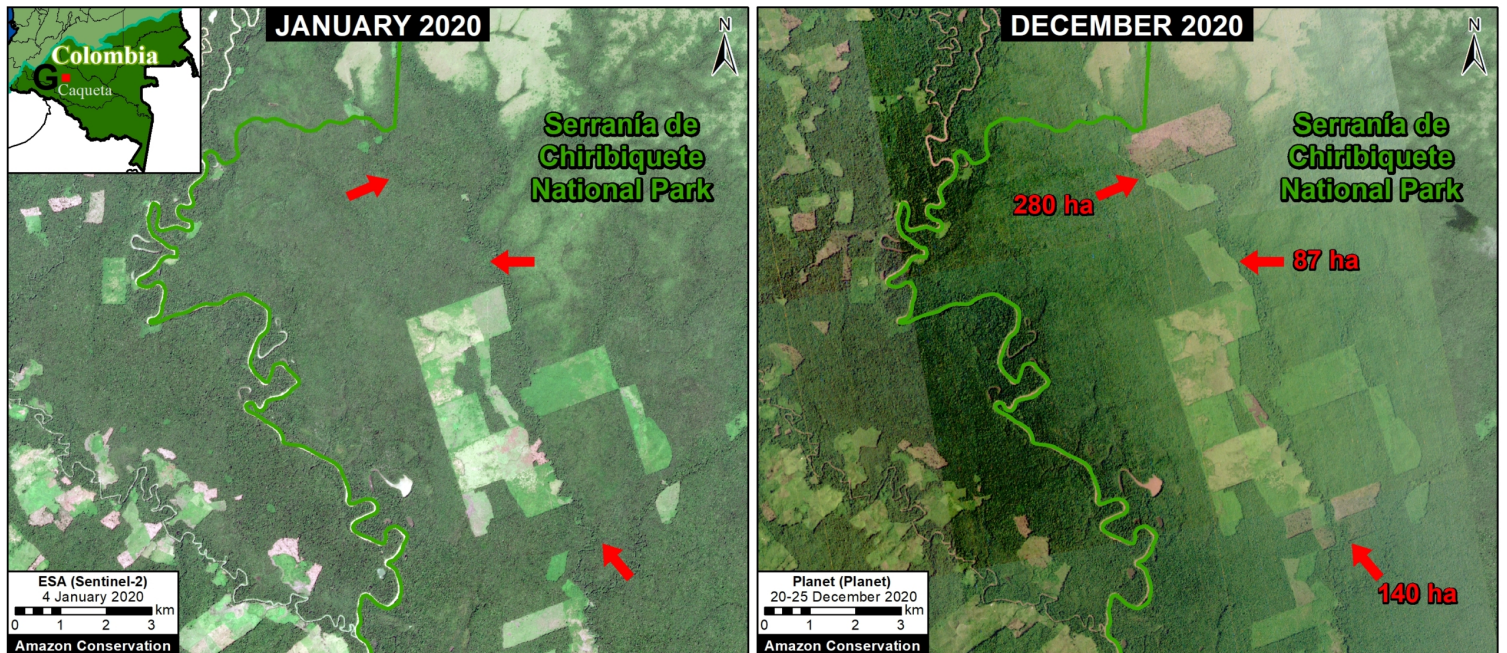 JANUARY 2020
N
Colombia
G
Caqueta
Serranía de
Chiribiquete
National Park
ESA (Sentinel-2)
4 January 2020
km
0 1 2 3
Amazon Conservation
DECEMBER 2020
N
Serranía de
Chiribiquete
National Park
280 ha
87 ha
140 ha
Planet (Planet)
20-25 December 2020
km
0 1 2 3
Amazon Conservation